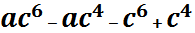 ac⁶ − ac⁴ − c⁶ + c⁴